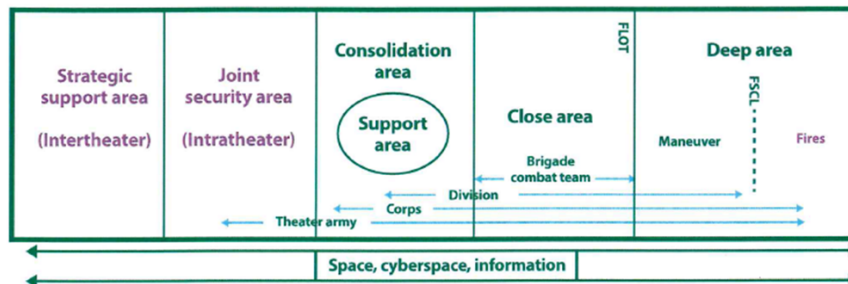 Strategic
support area
(Intertheater)
Joint
security area
(Intratheater)
Consolidation
area
Support
area
Close area
FLOT
Deep area
FSCL
Maneuver
Fires
Brigade
combat team
Division
Corps
Theater army
Space, cyberspace, information